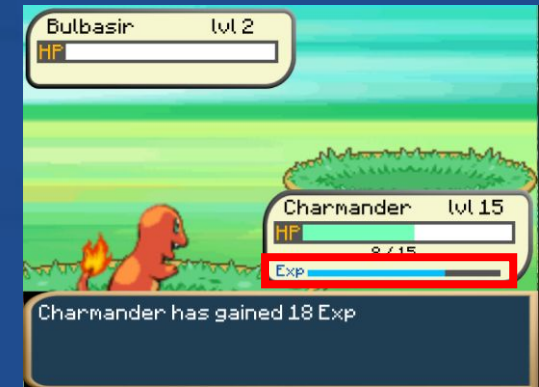 Bulbasir lvl 2
HP
Charmander lvl 15
HP
8/15
Exp
Charmander has gained 18 Exp